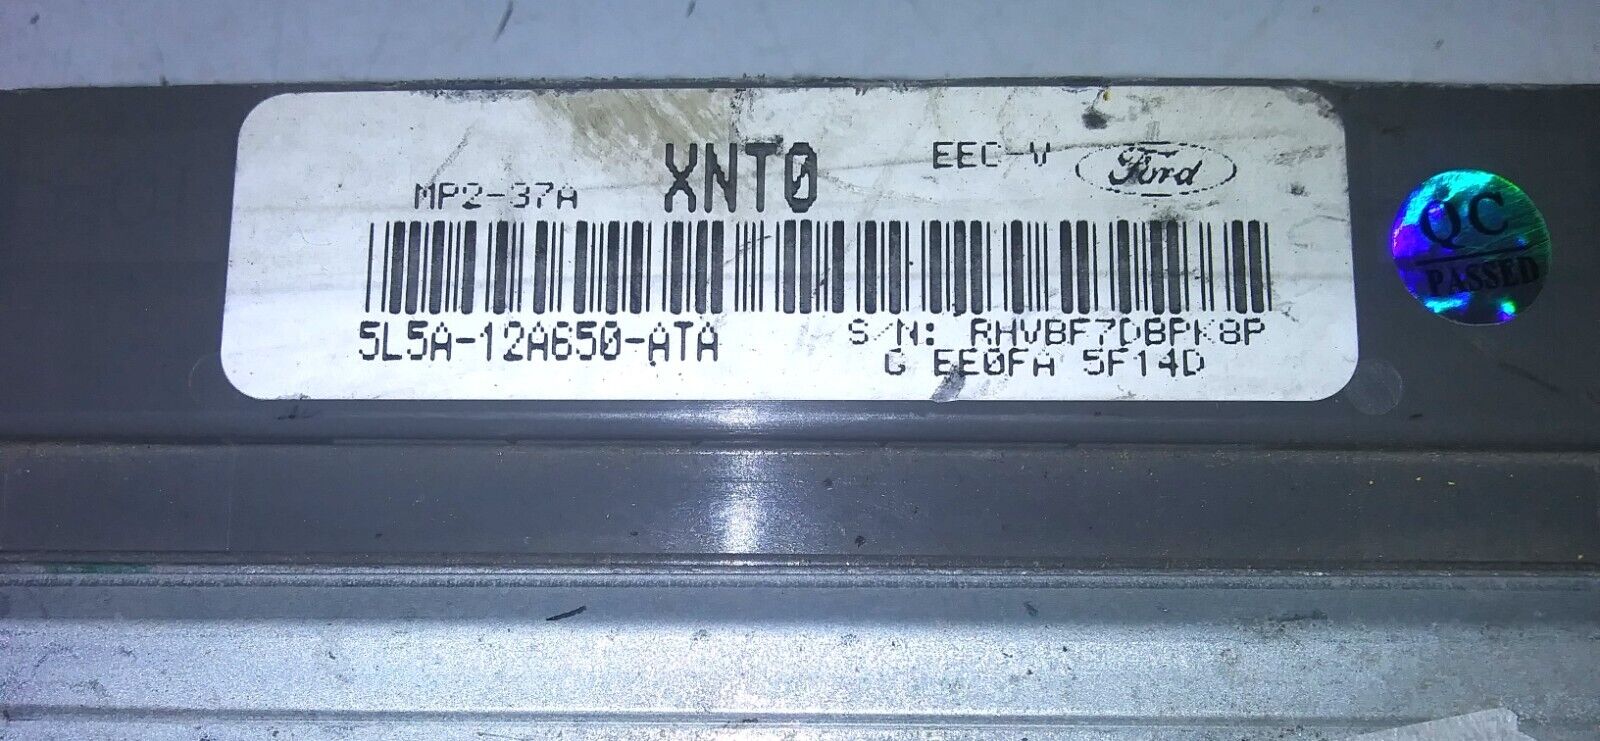 MP2-37A XNT0 EEC-V Ford
5L5A-12A650-ATA
S/N: RHVBF7DBPK8P
G EE0FA 5F14D
QC
PASSED